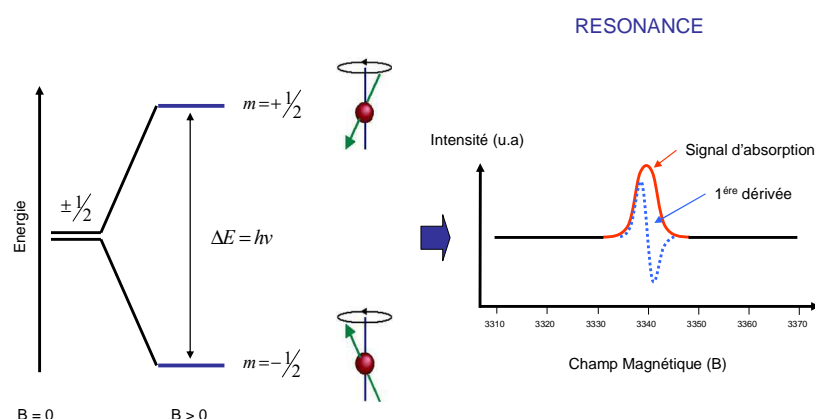 RESONANCE
m=+1/2
Intensité (u.a)
Signal d'absorption
1ére dérivée
±1/2
Energie
ΔE = hν
3310 3320 3330 3340 3350 3360 3370
m=-1/2
Champ Magnétique (B)
B = 0 B > 0